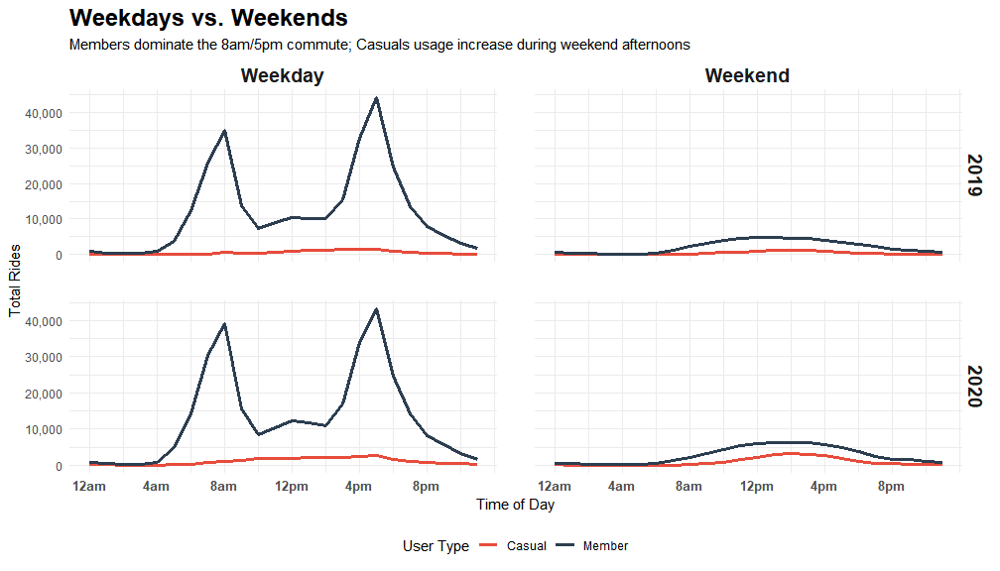 Weekdays vs. Weekends
Members dominate the 8am/5pm commute; Casuals usage increase during weekend afternoons
Weekday
Weekend
40,000
30,000
20,000
10,000
0
2019
Total Rides
40,000
30,000
20,000
10,000
0
2020
12am 4am 8am 12pm 4pm 8pm
12am 4am 8am 12pm 4pm 8pm
Time of Day
User Type Casual Member